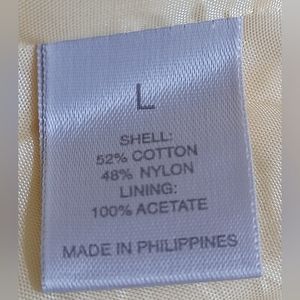 L
SHELL:
52% COTTON
48% NYLON
LINING:
100% ACETATE
MADE IN PHILIPPINES